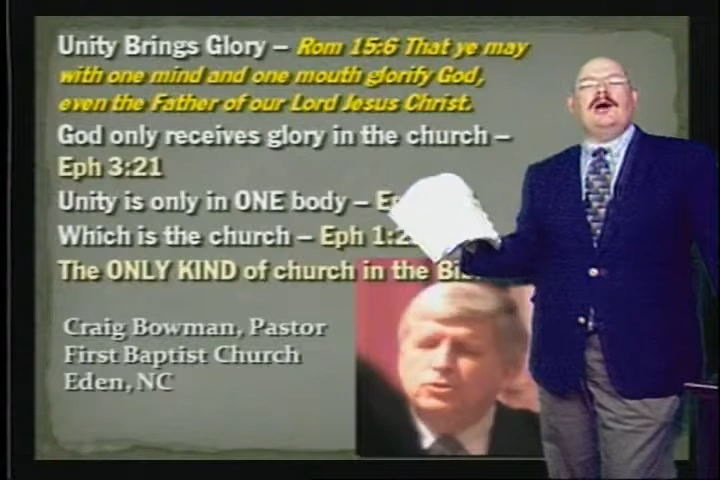 Unity Brings Glory – Rom 15:6 That ye may
with one mind and one mouth glorify God,
even the Father of our Lord Jesus Christ.
God only receives glory in the church –
Eph 3:21
Unity is only in ONE body –
Which is the church – Eph 1:2
The ONLY KIND of church in the
Craig Bowman, Pastor
First Baptist Church
Eden, NC